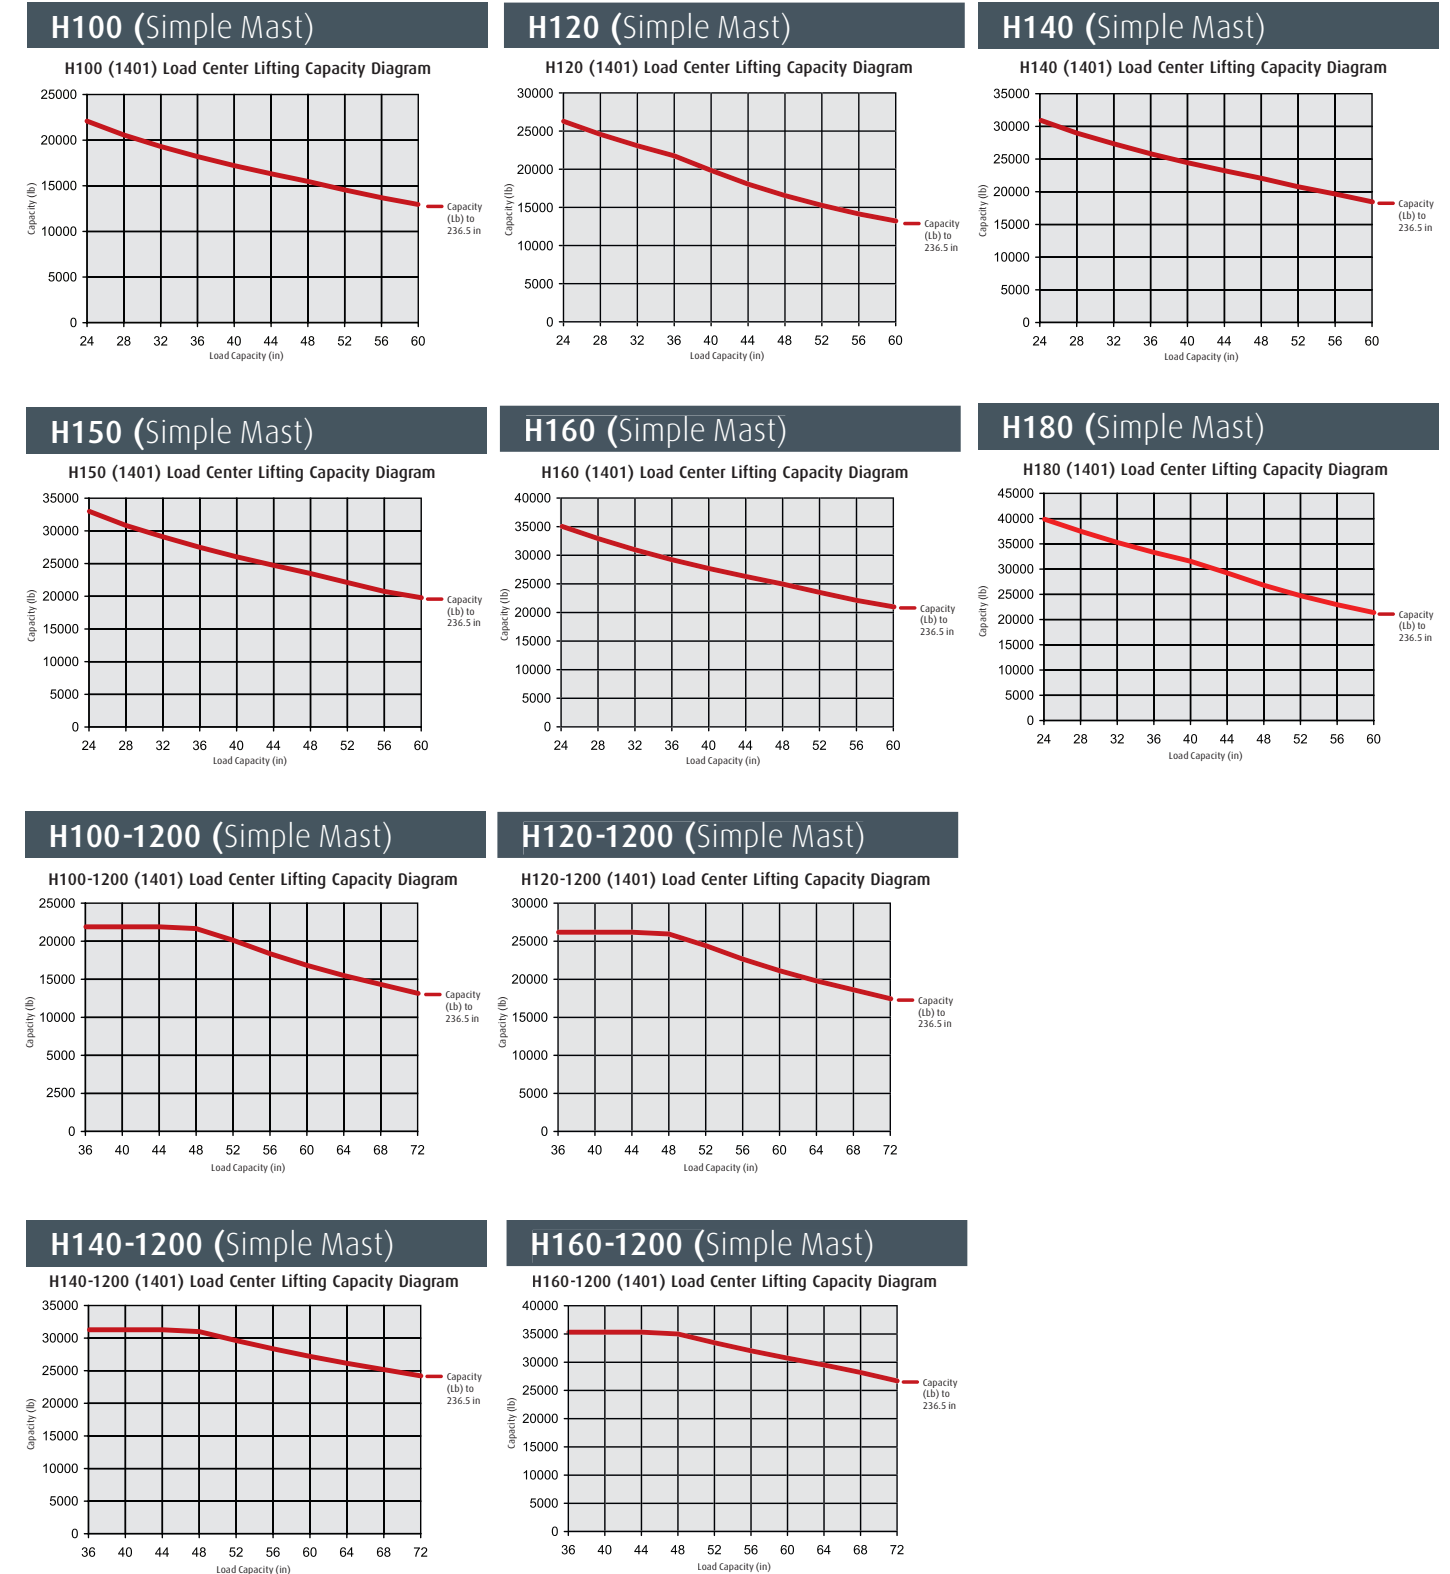 H100 (Simple Mast)
H100 (1401) Load Center Lifting Capacity Diagram
25000
20000
15000
10000
5000
0
Capacity (lb)
24 28 32 36 40 44 48 52 56 60
Load Capacity (in)
Capacity
(Lb) to
236.5 in
H120 (Simple Mast)
H120 (1401) Load Center Lifting Capacity Diagram
30000
25000
20000
15000
10000
5000
0
Capacity (lb)
24 28 32 36 40 44 48 52 56 60
Load Capacity (in)
Capacity
(Lb) to
236.5 in
H140 (Simple Mast)
H140 (1401) Load Center Lifting Capacity Diagram
35000
30000
25000
20000
15000
10000
5000
0
Capacity (lb)
24 28 32 36 40 44 48 52 56 60
Load Capacity (in)
Capacity
(Lb) to
236.5 in
H150 (Simple Mast)
H150 (1401) Load Center Lifting Capacity Diagram
35000
30000
25000
20000
15000
10000
5000
0
Capacity (lb)
24 28 32 36 40 44 48 52 56 60
Load Capacity (in)
Capacity
(Lb) to
236.5 in
H160 (Simple Mast)
H160 (1401) Load Center Lifting Capacity Diagram
40000
35000
30000
25000
20000
15000
10000
5000
0
Capacity (lb)
24 28 32 36 40 44 48 52 56 60
Load Capacity (in)
Capacity
(Lb) to
236.5 in
H180 (Simple Mast)
H180 (1401) Load Center Lifting Capacity Diagram
45000
40000
35000
30000
25000
20000
15000
10000
5000
0
Capacity (lb)
24 28 32 36 40 44 48 52 56 60
Load Capacity (in)
Capacity
(Lb) to
236.5 in
H100-1200 (Simple Mast)
H100-1200 (1401) Load Center Lifting Capacity Diagram
25000
20000
15000
10000
5000
2500
0
Capacity (lb)
36 40 44 48 52 56 60 64 68 72
Load Capacity (in)
Capacity
(Lb) to
236.5 in
H120-1200 (Simple Mast)
H120-1200 (1401) Load Center Lifting Capacity Diagram
30000
25000
20000
15000
10000
5000
0
Capacity (lb)
36 40 44 48 52 56 60 64 68 72
Load Capacity (in)
Capacity
(Lb) to
236.5 in
H140-1200 (Simple Mast)
H140-1200 (1401) Load Center Lifting Capacity Diagram
35000
30000
25000
20000
15000
10000
5000
0
Capacity (lb)
36 40 44 48 52 56 60 64 68 72
Load Capacity (in)
Capacity
(Lb) to
236.5 in
H160-1200 (Simple Mast)
H160-1200 (1401) Load Center Lifting Capacity Diagram
40000
35000
30000
25000
20000
15000
10000
5000
0
Capacity (lb)
36 40 44 48 52 56 60 64 68 72
Load Capacity (in)
Capacity
(Lb) to
236.5 in